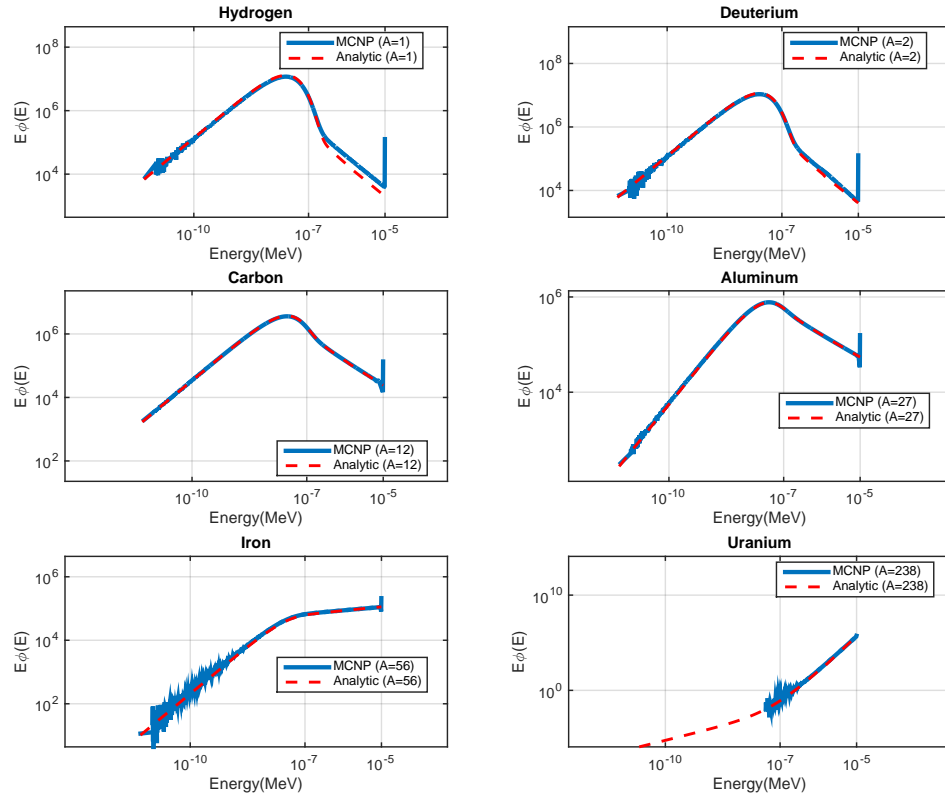 Hydrogen
10^8
10^6
10^4
Eϕ(E)
MCNP (A=1)
Analytic (A=1)
10^-10
10^-7
10^-5
Energy(MeV)
Deuterium
10^8
10^6
10^4
Eϕ(E)
MCNP (A=2)
Analytic (A=2)
10^-10
10^-7
10^-5
Energy(MeV)
Carbon
10^6
10^4
10^2
Eϕ(E)
MCNP (A=12)
Analytic (A=12)
10^-10
10^-7
10^-5
Energy(MeV)
Aluminum
10^6
10^4
Eϕ(E)
MCNP (A=27)
Analytic (A=27)
10^-10
10^-7
10^-5
Energy(MeV)
Iron
10^6
10^4
10^2
Eϕ(E)
MCNP (A=56)
Analytic (A=56)
10^-10
10^-7
10^-5
Energy(MeV)
Uranium
10^10
10^0
Eϕ(E)
MCNP (A=238)
Analytic (A=238)
10^-10
10^-7
10^-5
Energy(MeV)